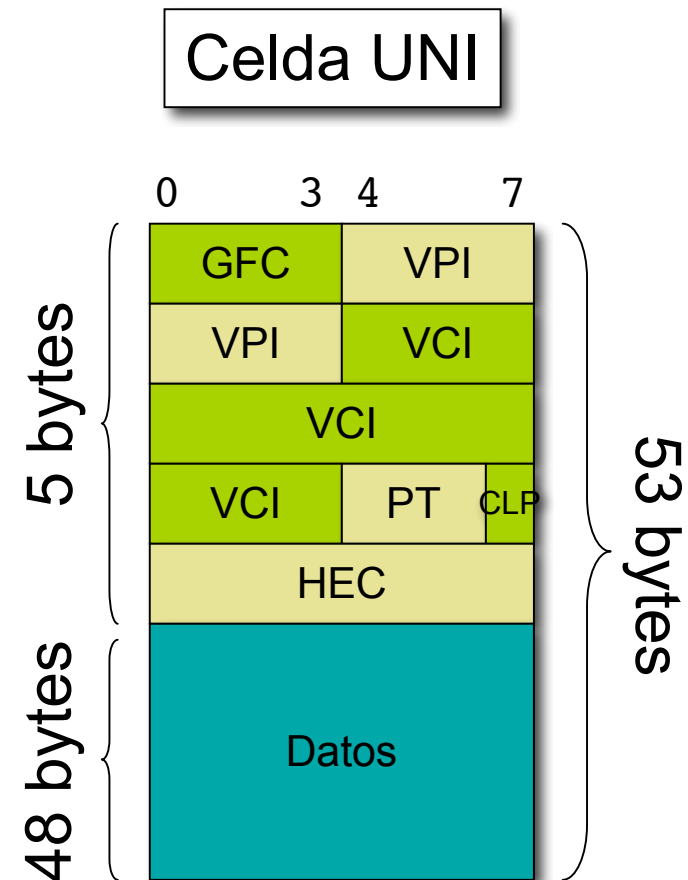 Celda UNI
0 3 4 7
GFC VPI
VPI VCI
VCI
VCI PT CLP
HEC
Datos
5 bytes
48 bytes
53 bytes